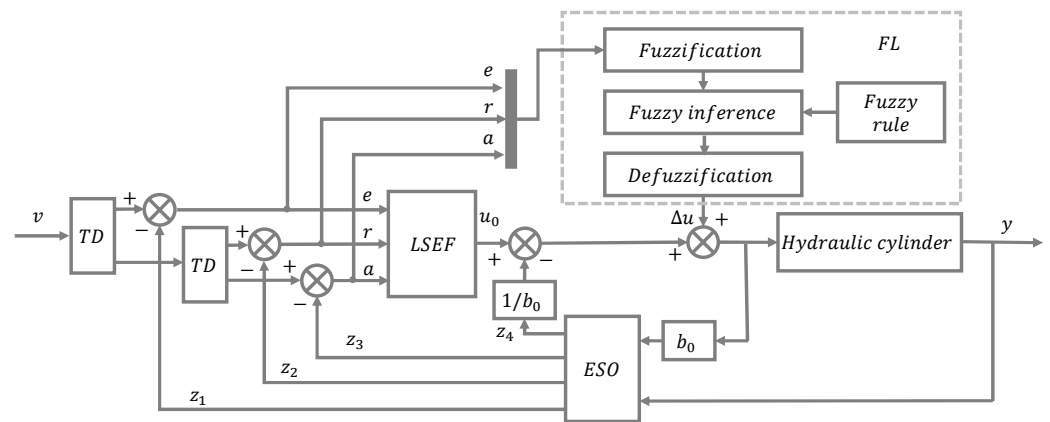 Fuzzification
FL
e
r
a
Fuzzy inference
Fuzzy
rule
Defuzzification
v
TD
+
−
TD
+
−
−
+
−
e
r
a
LSEF
u₀
+
−
1/b₀
Δu
+
+
Hydraulic cylinder
y
b₀
ESO
z₄
z₃
z₂
z₁